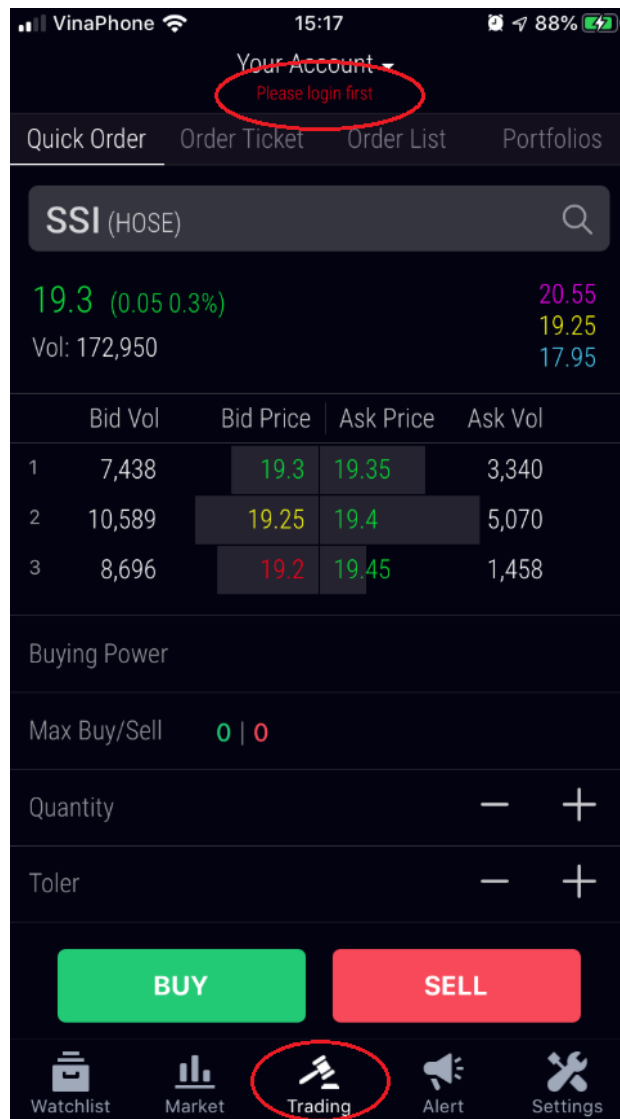 VinaPhone 15:17 88%
Your Account
Please login first
Quick Order Order Ticket Order List Portfolios
SSI (HOSE)
19.3 (0.05 0.3%) 20.55
19.25
Vol: 172,950 17.95
Bid Vol Bid Price Ask Price Ask Vol
1 7,438 19.3 19.35 3,340
2 10,589 19.25 19.4 5,070
3 8,696 19.2 19.45 1,458
Buying Power
Max Buy/Sell 0 | 0
Quantity − +
Toler − +
BUY SELL
Watchlist Market Trading Alert Settings